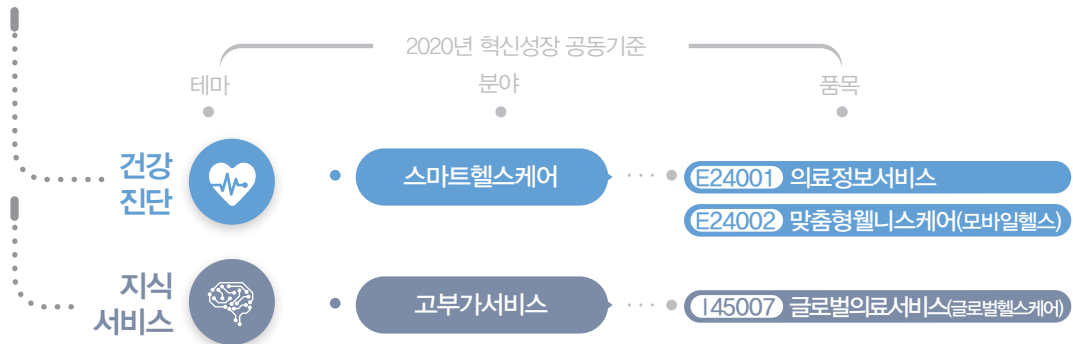 2020년 혁신성장 공동기준
테마
분야
품목
건강
진단
스마트헬스케어
E24001 의료정보서비스
E24002 맞춤형웰니스케어(모바일헬스)
지식
서비스
고부가서비스
I45007 글로벌의료서비스(글로벌헬스케어)